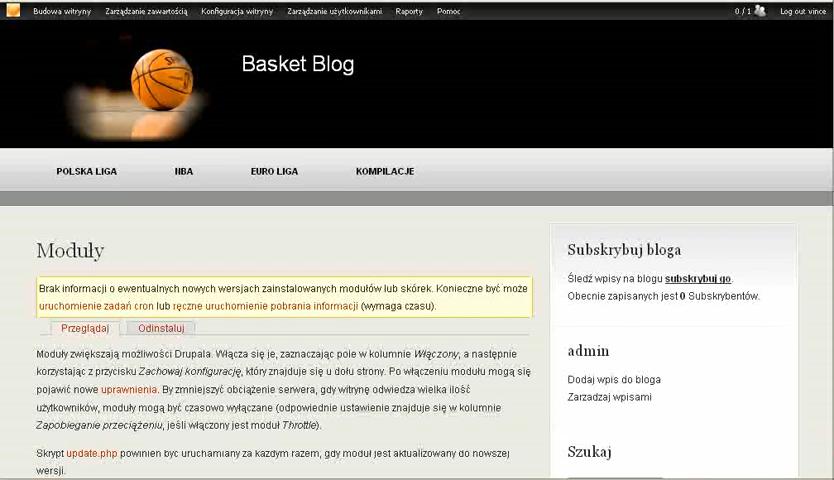 Budowa witryny Zarządzanie zawartością Konfiguracja witryny Zarządzanie użytkownikami Raporty Pomoc 0 / 1 Log out vince
Basket Blog
POLSKA LIGA NBA EURO LIGA KOMPILACJE
Moduły
Brak informacji o ewentualnych nowych wersjach zainstalowanych modułów lub skórek. Konieczne być może
uruchomienie zadań cron lub ręczne uruchomienie pobrania informacji (wymaga czasu).
Przeglądaj Odinstaluj
Moduły zwiększają możliwości Drupala. Włącza się je, zaznaczając pole w kolumnie Włączony, a następnie
korzystając z przycisku Zachowaj konfigurację, który znajduje się u dołu strony. Po włączeniu modułu mogą się
pojawić nowe uprawnienia. By zmniejszyć obciążenie serwera, gdy witrynę odwiedza wielka ilość
użytkowników, moduły mogą być czasowo wyłączane (odpowiednie ustawienie znajduje się w kolumnie
Zapobieganie przeciążeniu, jeśli włączony jest moduł Throttle).
Skrypt update.php powinien być uruchamiany za każdym razem, gdy moduł jest aktualizowany do nowszej
wersji.
Subskrybuj bloga
Śledź wpisy na blogu subskrybuj go.
Obecnie zapisanych jest 0 Subskrybentów.
admin
Dodaj wpis do bloga
Zarzadzaj wpisami
Szukaj